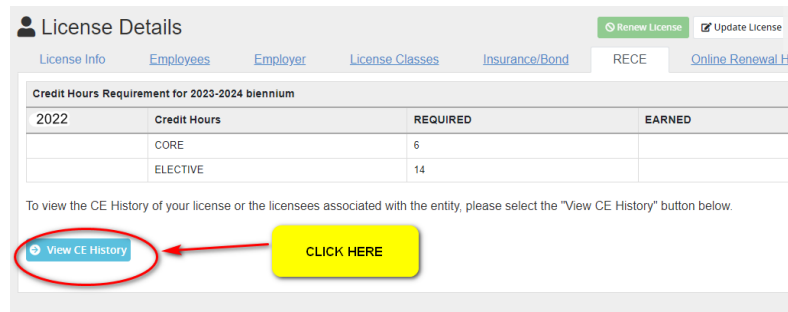 License Details
Renew License
Update License
License Info
Employees
Employer
License Classes
Insurance/Bond
RECE
Online Renewal H
Credit Hours Requirement for 2023-2024 biennium
2022 Credit Hours REQUIRED EARNED
CORE 6
ELECTIVE 14
To view the CE History of your license or the licensees associated with the entity, please select the "View CE History" button below.
View CE History
CLICK HERE